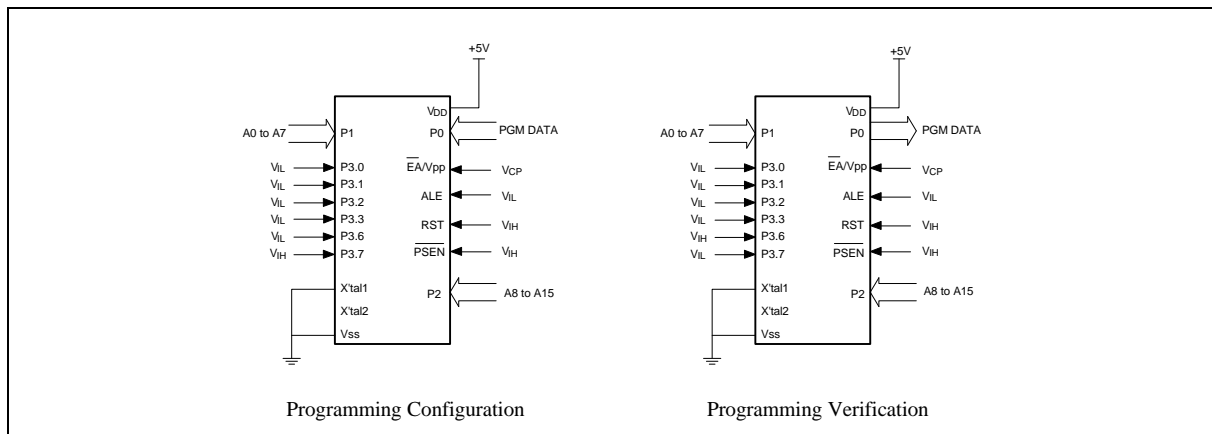 +5V
VDD
A0 to A7
P1
P0
PGM DATA
VIL
P3.0
EA/Vpp
VCP
VIL
P3.1
VIL
P3.2
ALE
VIL
VIL
P3.3
RST
VIH
VIL
P3.6
VIH
P3.7
PSEN
VIH
X'tal1
P2
A8 to A15
X'tal2
Vss
Programming Configuration
+5V
VDD
A0 to A7
P1
P0
PGM DATA
VIL
P3.0
EA/Vpp
VCP
VIL
P3.1
VIL
P3.2
ALE
VIL
VIL
P3.3
RST
VIH
VIH
P3.6
VIL
P3.7
PSEN
VIH
X'tal1
P2
A8 to A15
X'tal2
Vss
Programming Verification